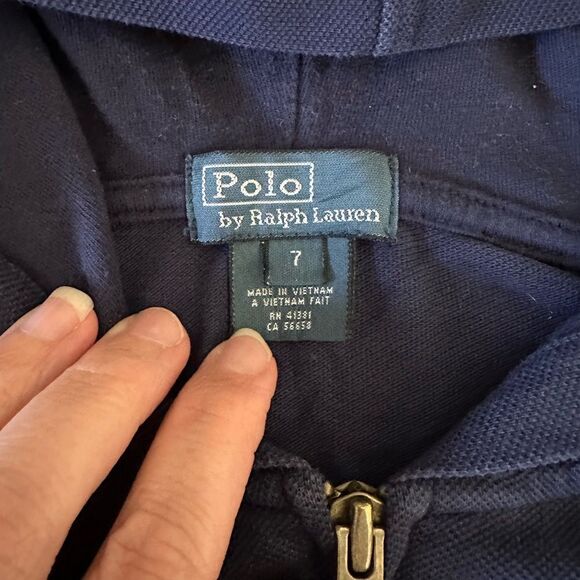 Polo
by Ralph Lauren
7
MADE IN VIETNAM
A VIETNAM FAIT
RN 41381
CA 56658